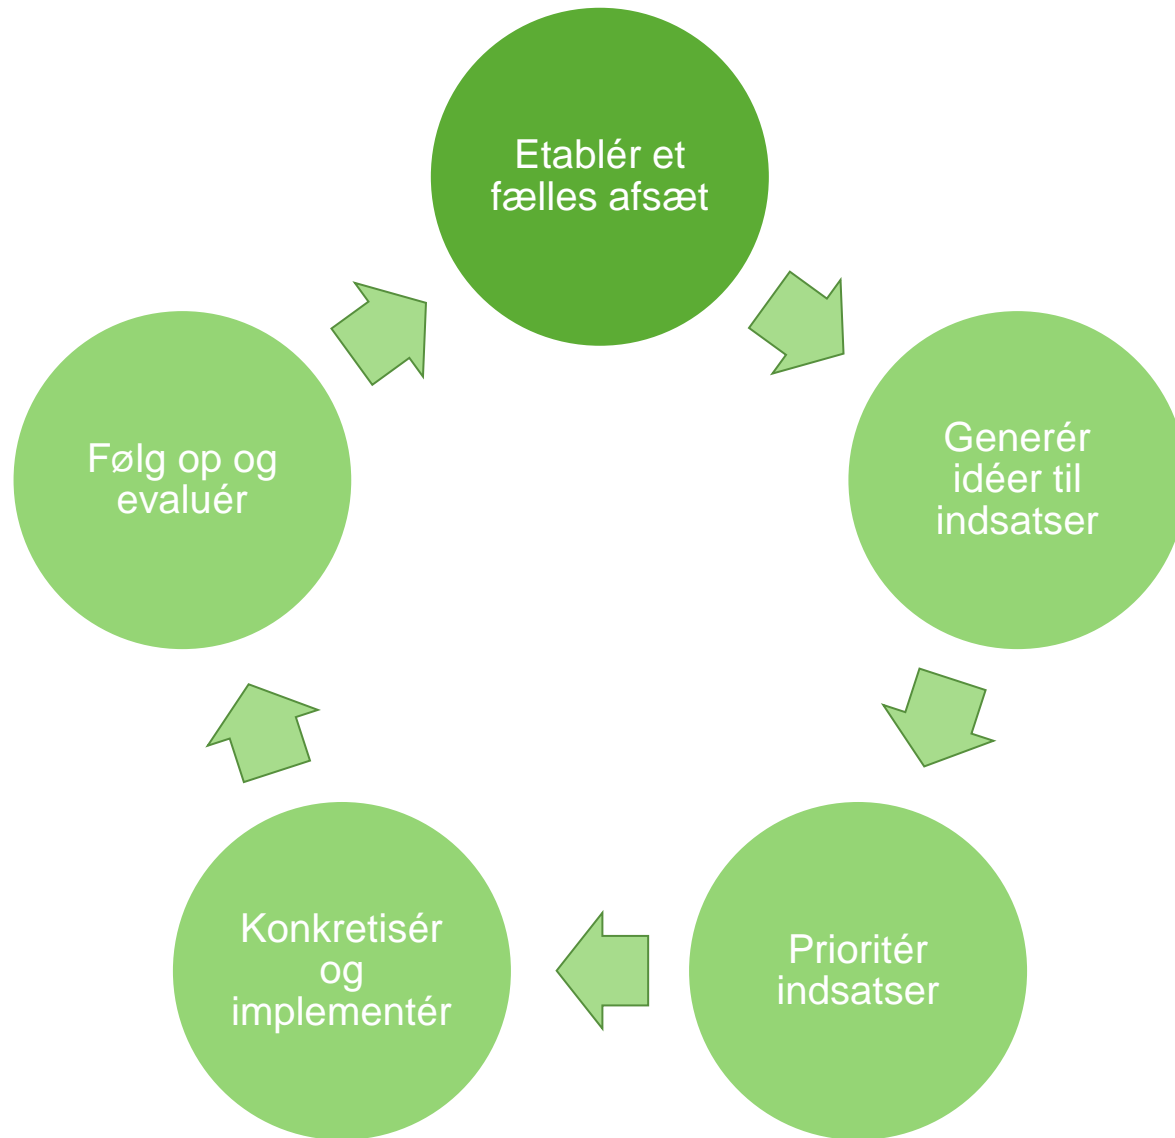 Etablér et
fælles afsæt
Generér
idéer til
indsatser
Prioritér
indsatser
Konkretisér
og
implementér
Følg op og
evaluér